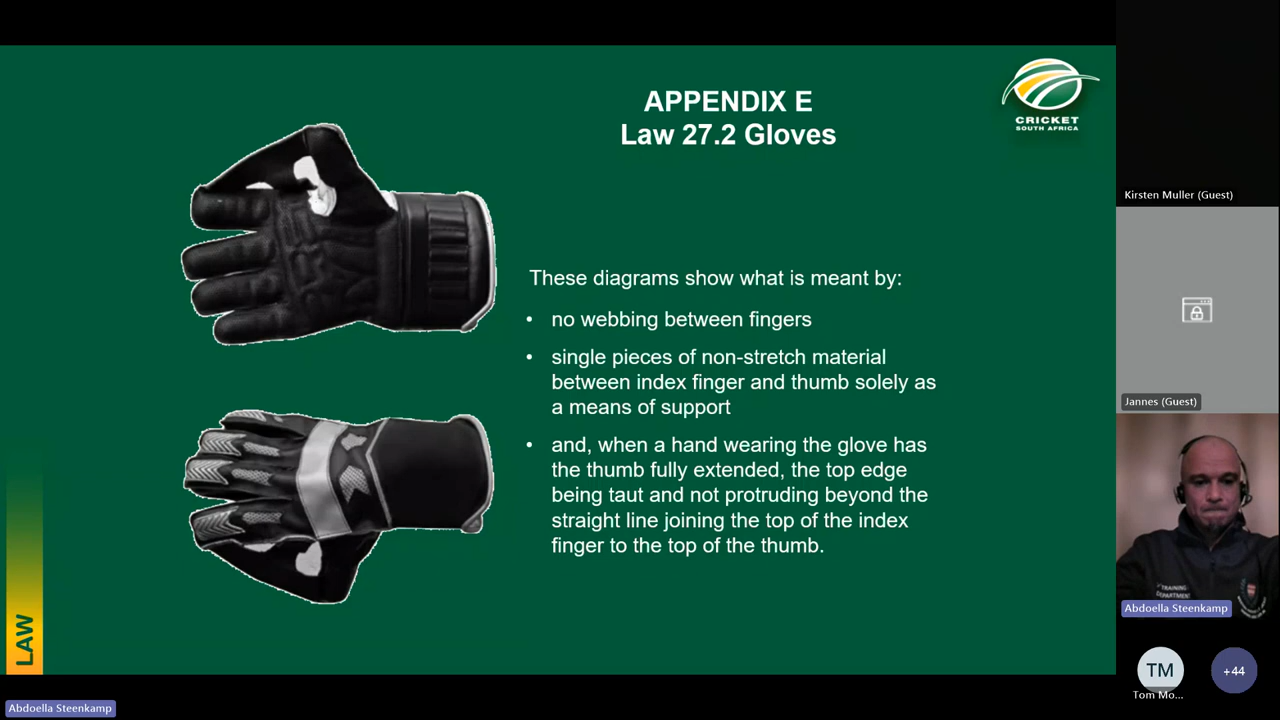 APPENDIX E
Law 27.2 Gloves
CRICKET
SOUTH AFRICA
These diagrams show what is meant by:
• no webbing between fingers
• single pieces of non-stretch material
between index finger and thumb solely as
a means of support
• and, when a hand wearing the glove has
the thumb fully extended, the top edge
being taut and not protruding beyond the
straight line joining the top of the index
finger to the top of the thumb.
LAW
Abdoella Steenkamp
Kirsten Muller (Guest)
Jannes (Guest)
TRAINING
DEPARTMENT
Abdoella Steenkamp
TM
Tom Mo...
+44